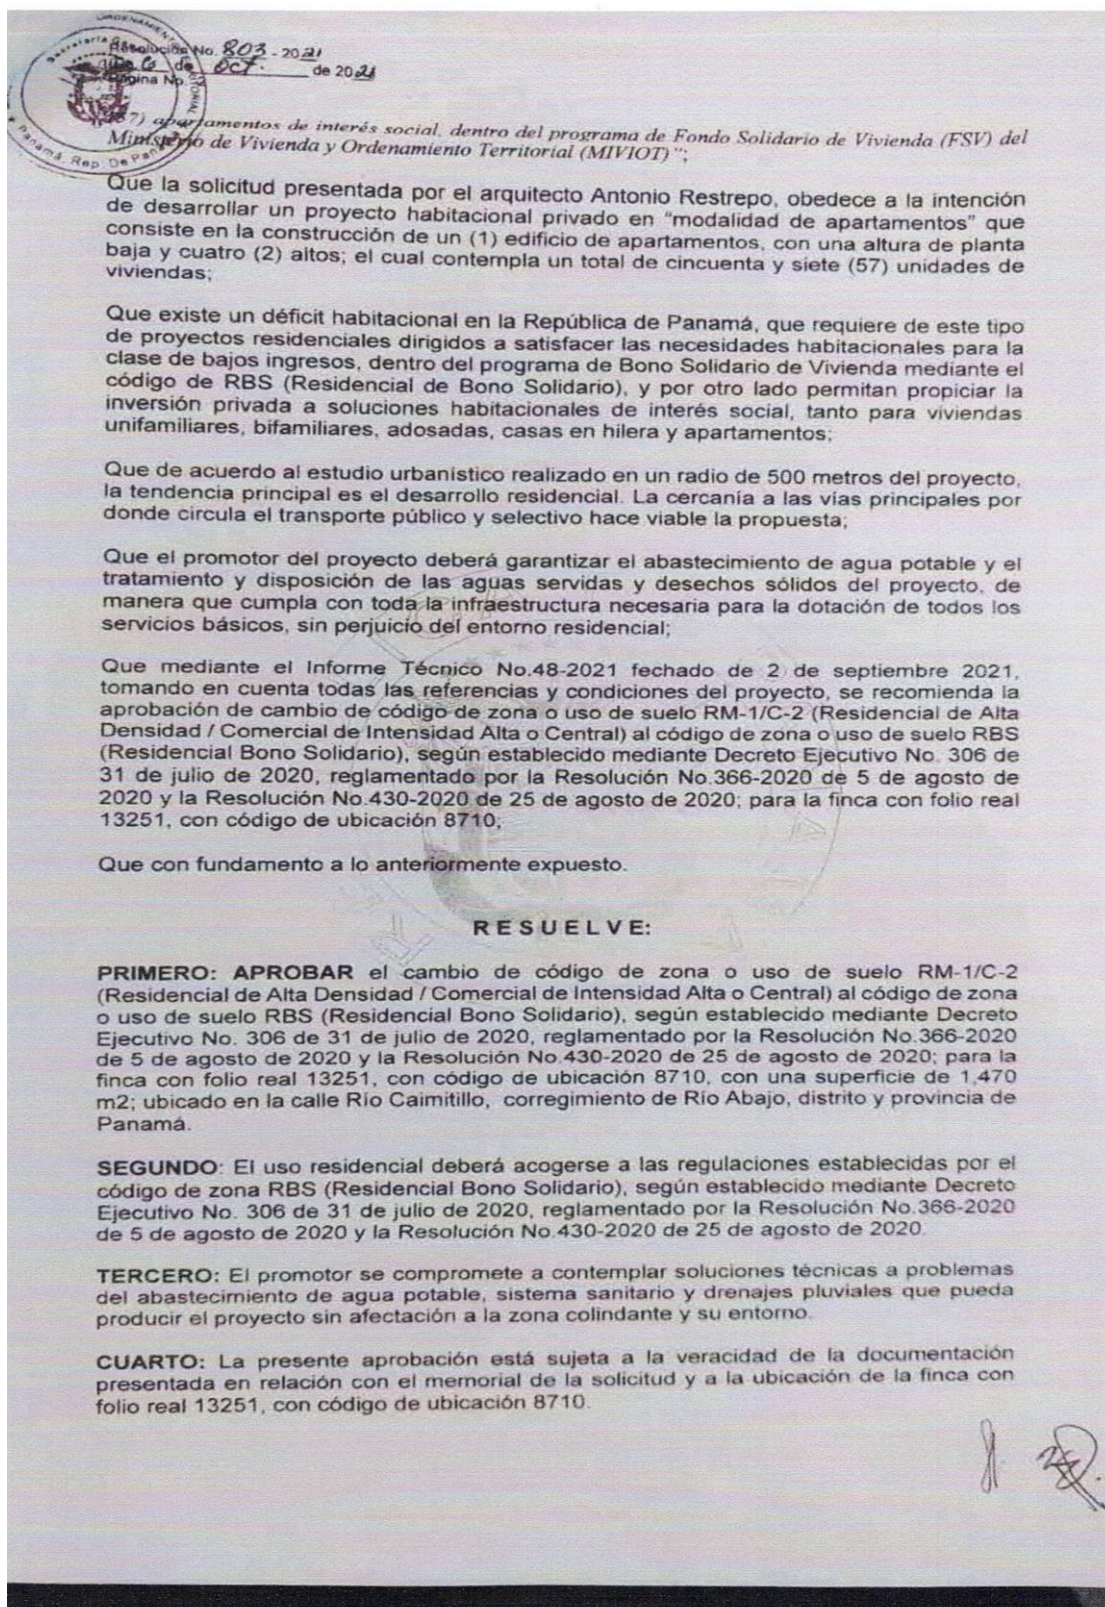 ORDENAMIENTO TERRITORIAL
Secretaría
Panamá, Rep. De Panamá
Resolución No. 803 - 2021
de Oct. de 2021
Página No.
7) apartamentos de interés social, dentro del programa de Fondo Solidario de Vivienda (FSV) del
Ministerio de Vivienda y Ordenamiento Territorial (MIVIOT)";
Que la solicitud presentada por el arquitecto Antonio Restrepo, obedece a la intención
de desarrollar un proyecto habitacional privado en "modalidad de apartamentos" que
consiste en la construcción de un (1) edificio de apartamentos, con una altura de planta
baja y cuatro (2) altos; el cual contempla un total de cincuenta y siete (57) unidades de
viviendas;
Que existe un déficit habitacional en la República de Panamá, que requiere de este tipo
de proyectos residenciales dirigidos a satisfacer las necesidades habitacionales para la
clase de bajos ingresos, dentro del programa de Bono Solidario de Vivienda mediante el
código de RBS (Residencial de Bono Solidario), y por otro lado permitan propiciar la
inversión privada a soluciones habitacionales de interés social, tanto para viviendas
unifamiliares, bifamiliares, adosadas, casas en hilera y apartamentos;
Que de acuerdo al estudio urbanístico realizado en un radio de 500 metros del proyecto,
la tendencia principal es el desarrollo residencial. La cercanía a las vías principales por
donde circula el transporte público y selectivo hace viable la propuesta;
Que el promotor del proyecto deberá garantizar el abastecimiento de agua potable y el
tratamiento y disposición de las aguas servidas y desechos sólidos del proyecto, de
manera que cumpla con toda la infraestructura necesaria para la dotación de todos los
servicios básicos, sin perjuicio del entorno residencial;
Que mediante el Informe Técnico No.48-2021 fechado de 2 de septiembre 2021,
tomando en cuenta todas las referencias y condiciones del proyecto, se recomienda la
aprobación de cambio de código de zona o uso de suelo RM-1/C-2 (Residencial de Alta
Densidad / Comercial de Intensidad Alta o Central) al código de zona o uso de suelo RBS
(Residencial Bono Solidario), según establecido mediante Decreto Ejecutivo No. 306 de
31 de julio de 2020, reglamentado por la Resolución No.366-2020 de 5 de agosto de
2020 y la Resolución No.430-2020 de 25 de agosto de 2020; para la finca con folio real
13251, con código de ubicación 8710;
Que con fundamento a lo anteriormente expuesto.
RESUELVE:
PRIMERO: APROBAR el cambio de código de zona o uso de suelo RM-1/C-2
(Residencial de Alta Densidad / Comercial de Intensidad Alta o Central) al código de zona
o uso de suelo RBS (Residencial Bono Solidario), según establecido mediante Decreto
Ejecutivo No. 306 de 31 de julio de 2020, reglamentado por la Resolución No.366-2020
de 5 de agosto de 2020 y la Resolución No.430-2020 de 25 de agosto de 2020; para la
finca con folio real 13251, con código de ubicación 8710, con una superficie de 1,470
m2; ubicado en la calle Río Caimitillo, corregimiento de Río Abajo, distrito y provincia de
Panamá.
SEGUNDO: El uso residencial deberá acogerse a las regulaciones establecidas por el
código de zona RBS (Residencial Bono Solidario), según establecido mediante Decreto
Ejecutivo No. 306 de 31 de julio de 2020, reglamentado por la Resolución No.366-2020
de 5 de agosto de 2020 y la Resolución No.430-2020 de 25 de agosto de 2020.
TERCERO: El promotor se compromete a contemplar soluciones técnicas a problemas
del abastecimiento de agua potable, sistema sanitario y drenajes pluviales que pueda
producir el proyecto sin afectación a la zona colindante y su entorno.
CUARTO: La presente aprobación está sujeta a la veracidad de la documentación
presentada en relación con el memorial de la solicitud y a la ubicación de la finca con
folio real 13251, con código de ubicación 8710.